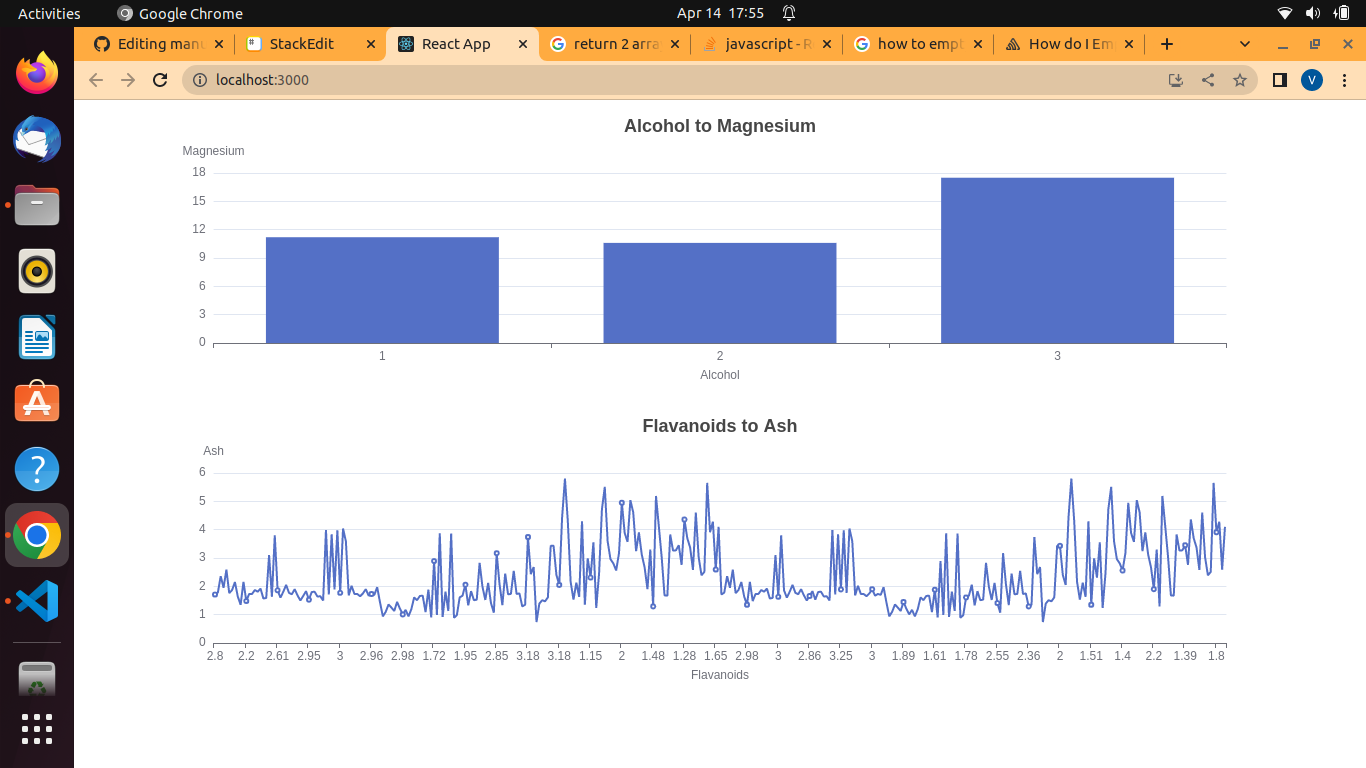 Activities
Google Chrome
Apr 14 17:55
Editing manu
StackEdit
React App
return 2 arra
javascript - R
how to empt
How do I Em
localhost:3000
V
Alcohol to Magnesium
Magnesium
18
15
12
9
6
3
0
1 2 3
Alcohol
Flavanoids to Ash
Ash
6
5
4
3
2
1
0
2.8 2.2 2.61 2.95 3 2.96 2.98 1.72 1.95 2.85 3.18 3.18 1.15 2 1.48 1.28 1.65 2.98 3 2.86 3.25 3 1.89 1.61 1.78 2.55 2.36 2 1.51 1.4 2.2 1.39 1.8
Flavanoids